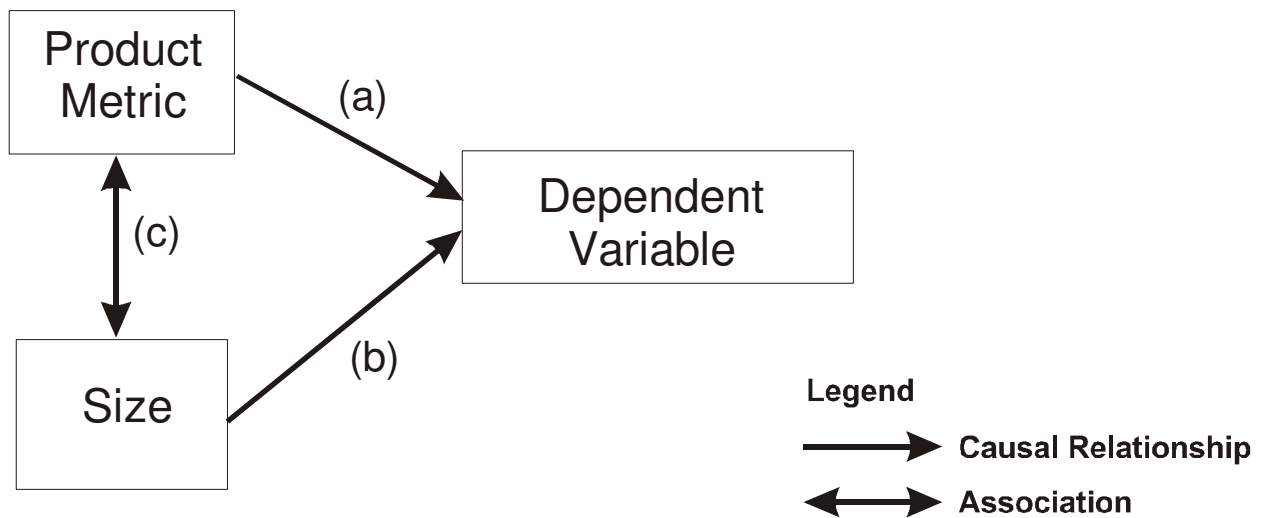 Product
Metric
(a)
Dependent
Variable
(c)
(b)
Size
Legend
Causal Relationship
Association